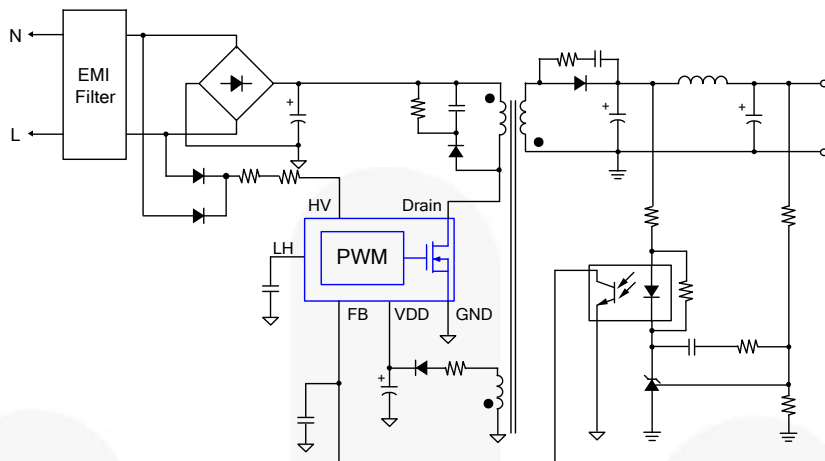 N
EMI
Filter
L
HV
Drain
LH
PWM
FB
VDD
GND
+
+
+
+